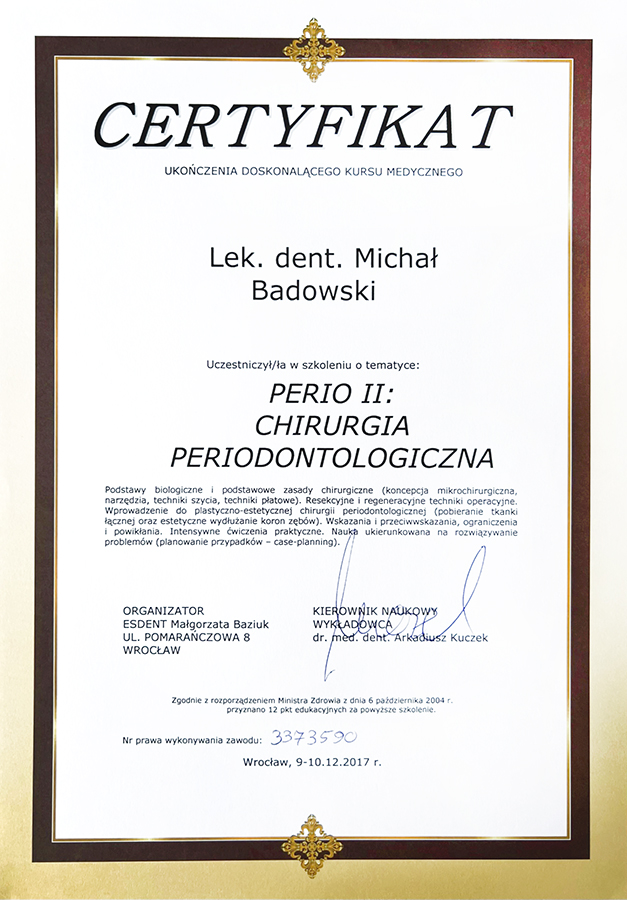 CERTYFIKAT
UKOŃCZENIA DOSKONALĄCEGO KURSU MEDYCZNEGO
Lek. dent. Michał
Badowski
Uczestniczył/ła w szkoleniu o tematyce:
PERIO II:
CHIRURGIA
PERIODONTOLOGICZNA
Podstawy biologiczne i podstawowe zasady chirurgiczne (koncepcja mikrochirurgiczna,
narzędzia, techniki szycia, techniki płatowe). Resekcyjne i regeneracyjne techniki operacyjne.
Wprowadzenie do plastyczno-estetycznej chirurgii periodontologicznej (pobieranie tkanki
łącznej oraz estetyczne wydłużanie koron zębów). Wskazania i przeciwwskazania, ograniczenia
i powikłania. Intensywne ćwiczenia praktyczne. Nauka ukierunkowana na rozwiązywanie
problemów (planowanie przypadków – case-planning).
ORGANIZATOR
ESDENT Małgorzata Baziuk
UL. POMARAŃCZOWA 8
WROCŁAW
KIEROWNIK NAUKOWY
WYKŁADOWCA
dr. med. dent. Arkadiusz Kuczek
Zgodnie z rozporządzeniem Ministra Zdrowia z dnia 6 października 2004 r.
przyznano 12 pkt edukacyjnych za powyższe szkolenie.
Nr prawa wykonywania zawodu: 3373590
Wrocław, 9-10.12.2017 r.